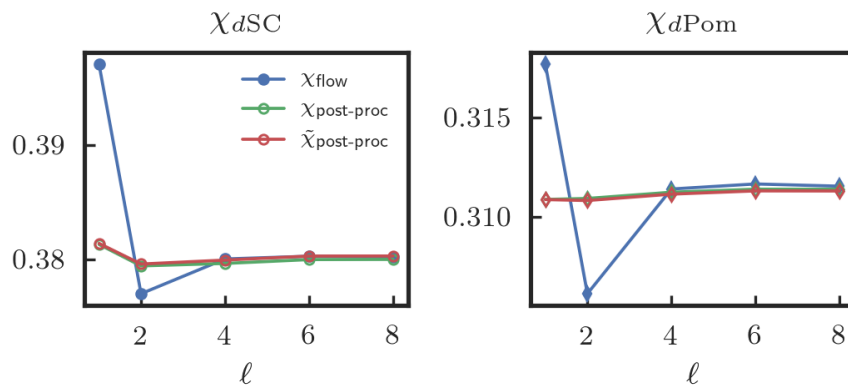 χdSC
χflow
χpost-proc
χ̃post-proc
0.39
0.38
2 4 6 8
ℓ
χdPom
0.315
0.310
2 4 6 8
ℓ